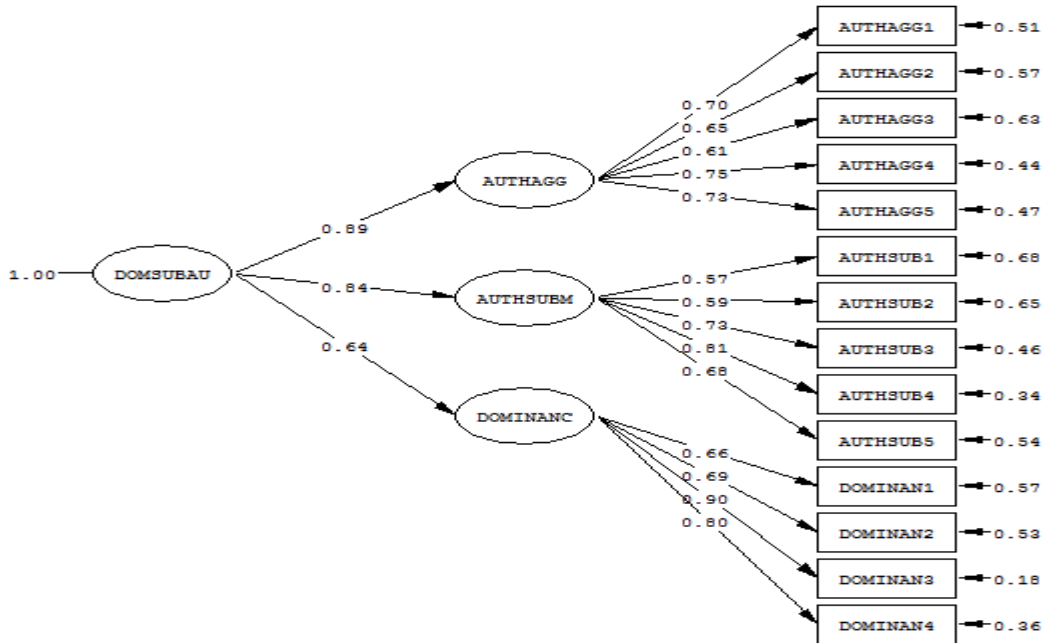 AUTHAGG1 0.51
AUTHAGG2 0.57
0.70
AUTHAGG3 0.63
0.65
0.61
AUTHAGG4 0.44
0.75
AUTHAGG
0.73
AUTHAGG5 0.47
0.89
AUTHSUB1 0.68
1.00 DOMSUBAU
0.57
0.84
AUTHSUBM
0.59
AUTHSUB2 0.65
0.73
0.64
AUTHSUB3 0.46
0.81
0.68
AUTHSUB4 0.34
DOMINANC
AUTHSUB5 0.54
0.66
0.69
DOMINAN1 0.57
0.90
0.80
DOMINAN2 0.53
DOMINAN3 0.18
DOMINAN4 0.36